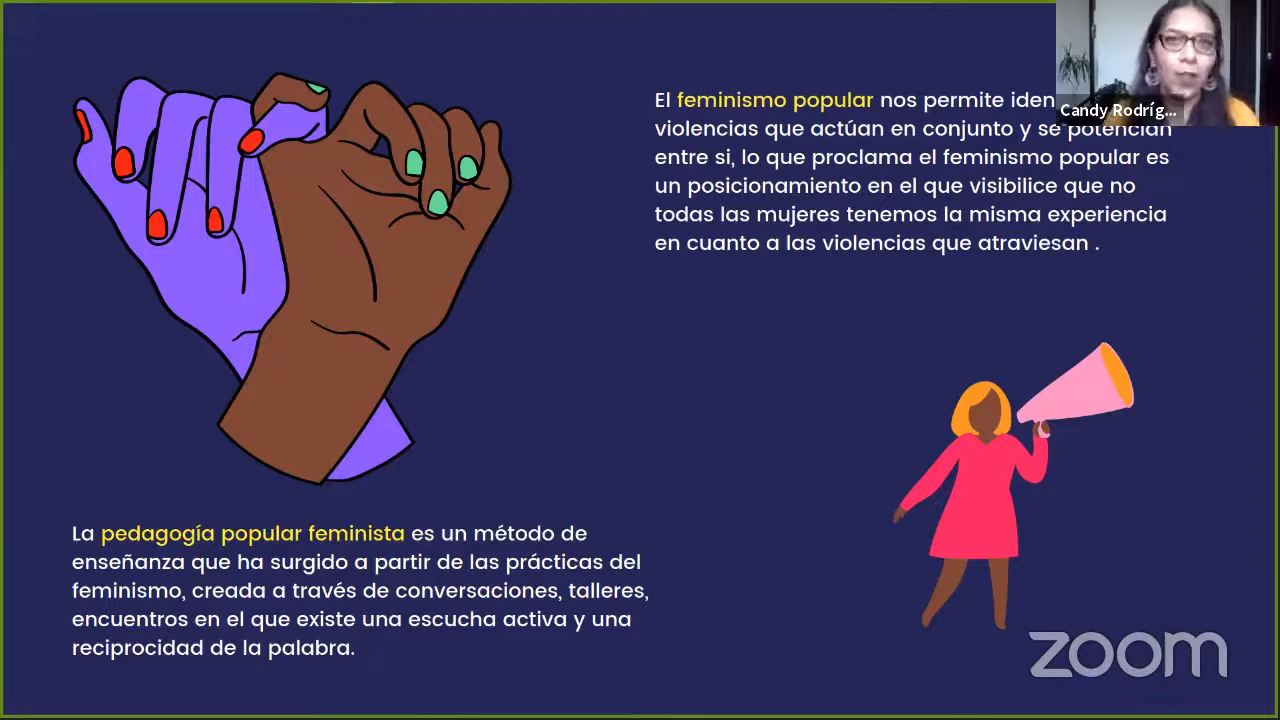 El feminismo popular nos permite iden
violencias que actúan en conjunto y se potencian
entre si, lo que proclama el feminismo popular es
un posicionamiento en el que visibilice que no
todas las mujeres tenemos la misma experiencia
en cuanto a las violencias que atraviesan .
Candy Rodríg...
La pedagogía popular feminista es un método de
enseñanza que ha surgido a partir de las prácticas del
feminismo, creada a través de conversaciones, talleres,
encuentros en el que existe una escucha activa y una
reciprocidad de la palabra.
zoom